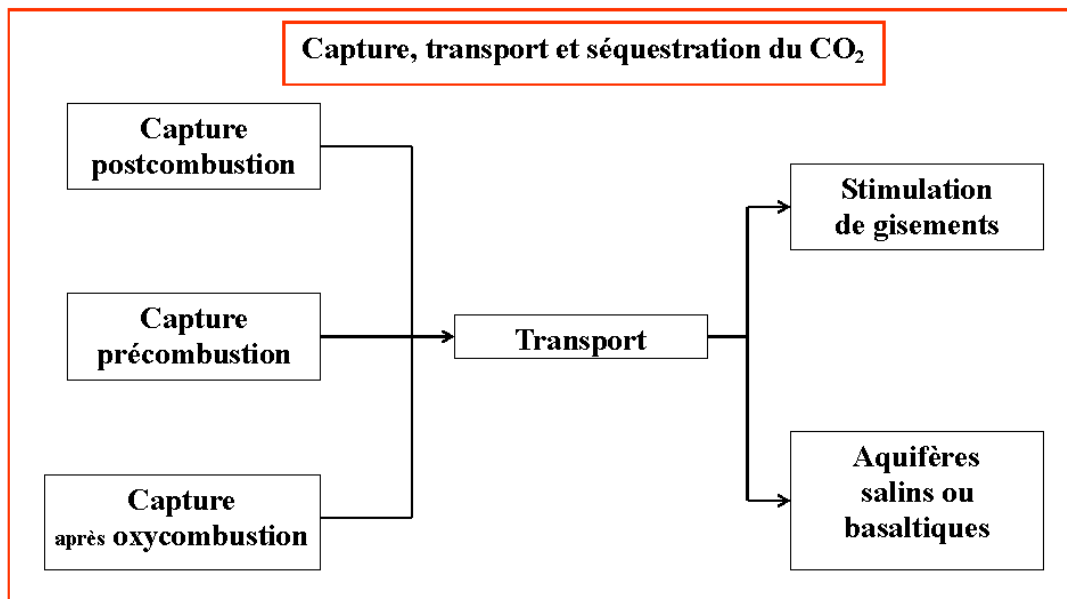 Capture, transport et séquestration du CO₂
Capture
postcombustion
Capture
précombustion
Capture
après oxycombustion
Transport
Stimulation
de gisements
Aquifères
salins ou
basaltiques